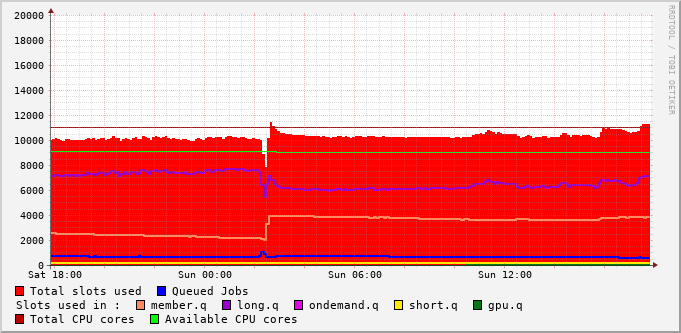 20000
18000
16000
14000
12000
10000
8000
6000
4000
2000
0
Sat 18:00 Sun 00:00 Sun 06:00 Sun 12:00
RRDTOOL / TOBI OETIKER
Total slots used Queued Jobs
Slots used in : member.q long.q ondemand.q short.q gpu.q
Total CPU cores Available CPU cores